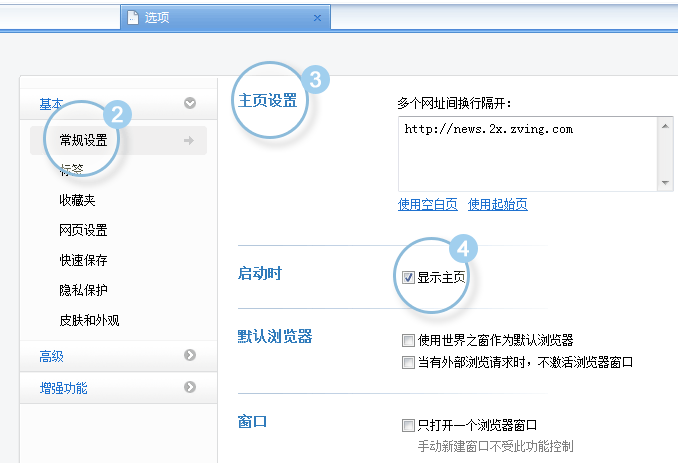 选项
基本
2
常规设置
标签
收藏夹
网页设置
快速保存
隐私保护
皮肤和外观
高级
增强功能
主页设置
3
多个网址间换行隔开：
http://news.2x.zving.com
使用空白页 使用起始页
启动时
4
显示主页
默认浏览器
使用世界之窗作为默认浏览器
当有外部浏览请求时，不激活浏览器窗口
窗口
只打开一个浏览器窗口
手动新建窗口不受此功能控制